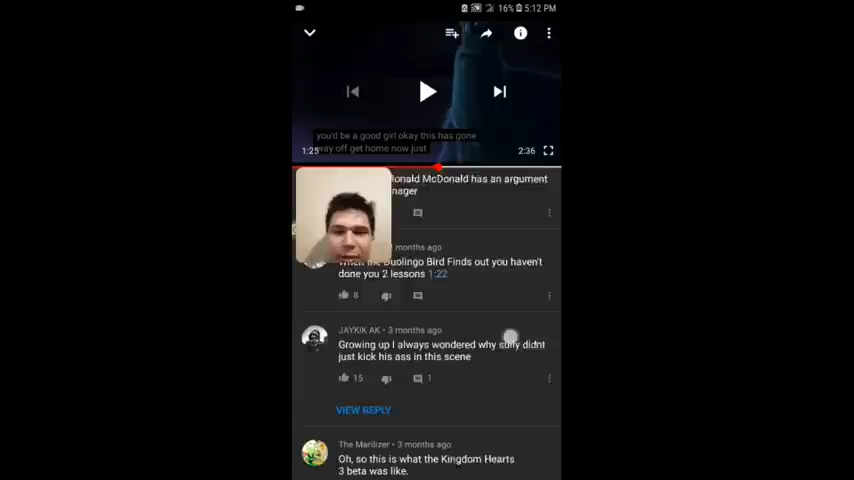 16% 5:12 PM
you'd be a good girl okay this has gone
way off get home now just
1:25
2:36
onald McDonald has an argument
nager
months ago
When the Duolingo Bird Finds out you haven't
done you 2 lessons 1:22
8
JAYKIK AK • 3 months ago
Growing up I always wondered why sully didnt
just kick his ass in this scene
15 1
VIEW REPLY
The Marilizer • 3 months ago
Oh, so this is what the Kingdom Hearts
3 beta was like.